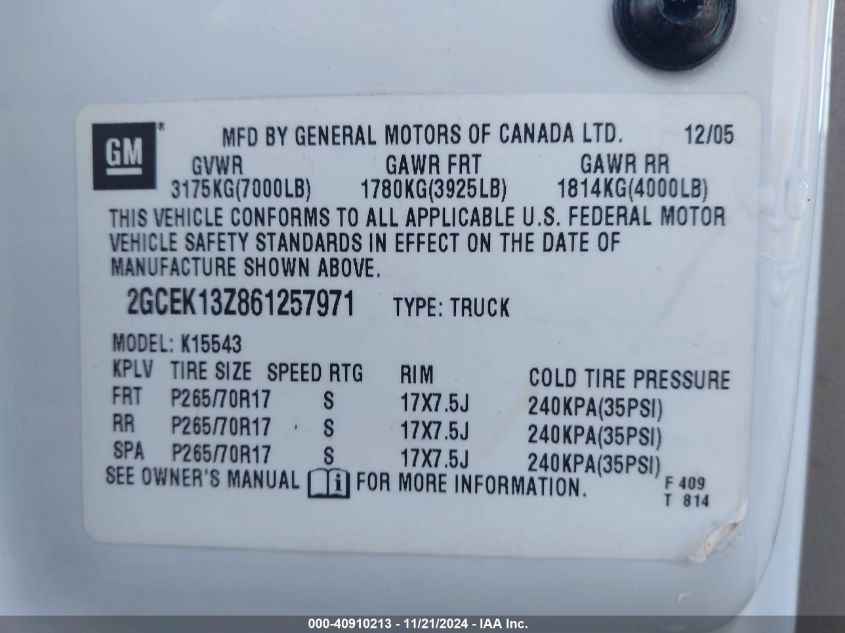 GM ® MFD BY GENERAL MOTORS OF CANADA LTD. 12/05
GVWR GAWR FRT GAWR RR
3175KG(7000LB) 1780KG(3925LB) 1814KG(4000LB)
THIS VEHICLE CONFORMS TO ALL APPLICABLE U.S. FEDERAL MOTOR
VEHICLE SAFETY STANDARDS IN EFFECT ON THE DATE OF
MANUFACTURE SHOWN ABOVE.
2GCEK13Z861257971 TYPE: TRUCK
MODEL: K15543
KPLV TIRE SIZE SPEED RTG RIM COLD TIRE PRESSURE
FRT P265/70R17 S 17X7.5J 240KPA(35PSI)
RR P265/70R17 S 17X7.5J 240KPA(35PSI)
SPA P265/70R17 S 17X7.5J 240KPA(35PSI)
SEE OWNER'S MANUAL i FOR MORE INFORMATION. F 409
T 814
000-40910213 - 11/21/2024 - IAA Inc.